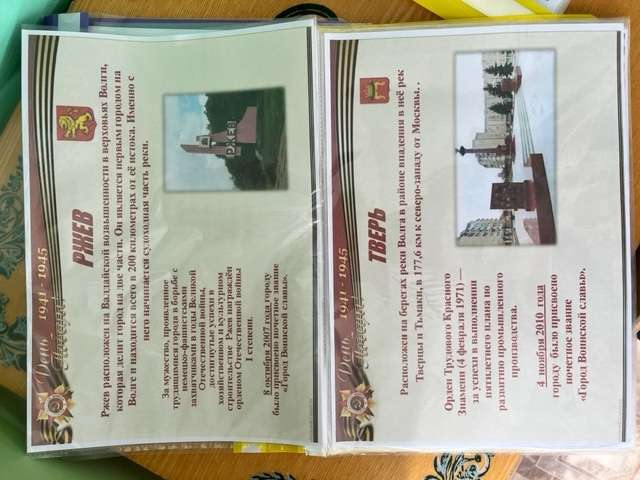 День Победы!
1941 - 1945
РЖЕВ
Ржев расположен на Валдайской возвышенности в верховьях Волги,
которая делит город на две части. Он является первым городом на
Волге и находится всего в 200 километрах от её истока. Именно с
него начинается судоходная часть реки.
За мужество, проявленное
трудящимися города в борьбе с
немецко-фашистскими
захватчиками в годы Великой
Отечественной войны,
достигнутые успехи в
хозяйственном и культурном
строительстве Ржев награждён
орденом Отечественной войны
I степени.
8 октября 2007 года городу
было присвоено почетное звание
«Город Воинской славы».
РЖЕВ
День Победы!
1941 - 1945
ТВЕРЬ
Расположен на берегах реки Волга в районе впадения в неё рек
Тверцы и Тьмаки, в 177,6 км к северо-западу от Москвы. .
Орден Трудового Красного
Знамени (4 февраля 1971) —
за успехи в выполнении
пятилетнего плана по
развитию промышленного
производства.
4 ноября 2010 года
городу было присвоено
почетное звание
«Город Воинской славы».